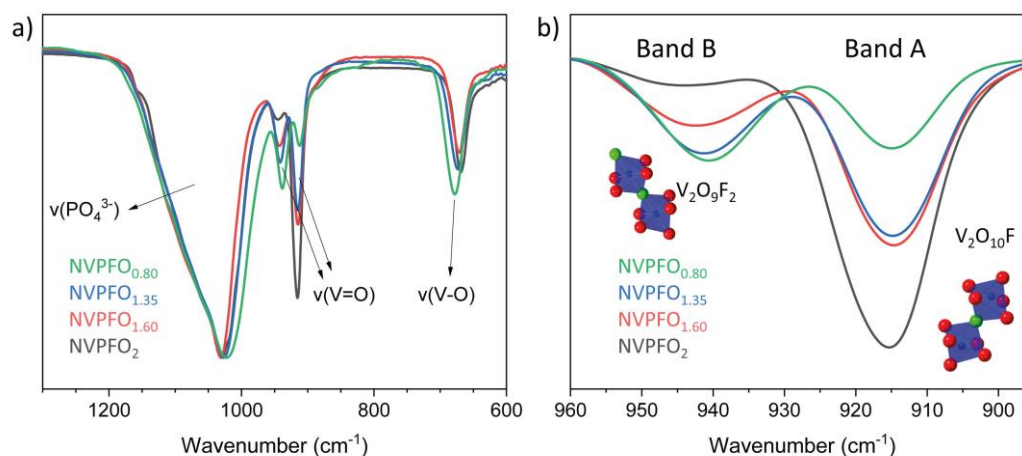 a)
ν(PO₄³⁻)
NVPFO₀.₈₀
NVPFO₁.₃₅
NVPFO₁.₆₀
NVPFO₂
ν(V=O)
ν(V-O)
1200 1000 800 600
Wavenumber (cm⁻¹)
b)
Band B Band A
V₂O₉F₂
V₂O₁₀F
NVPFO₀.₈₀
NVPFO₁.₃₅
NVPFO₁.₆₀
NVPFO₂
960 950 940 930 920 910 900
Wavenumber (cm⁻¹)